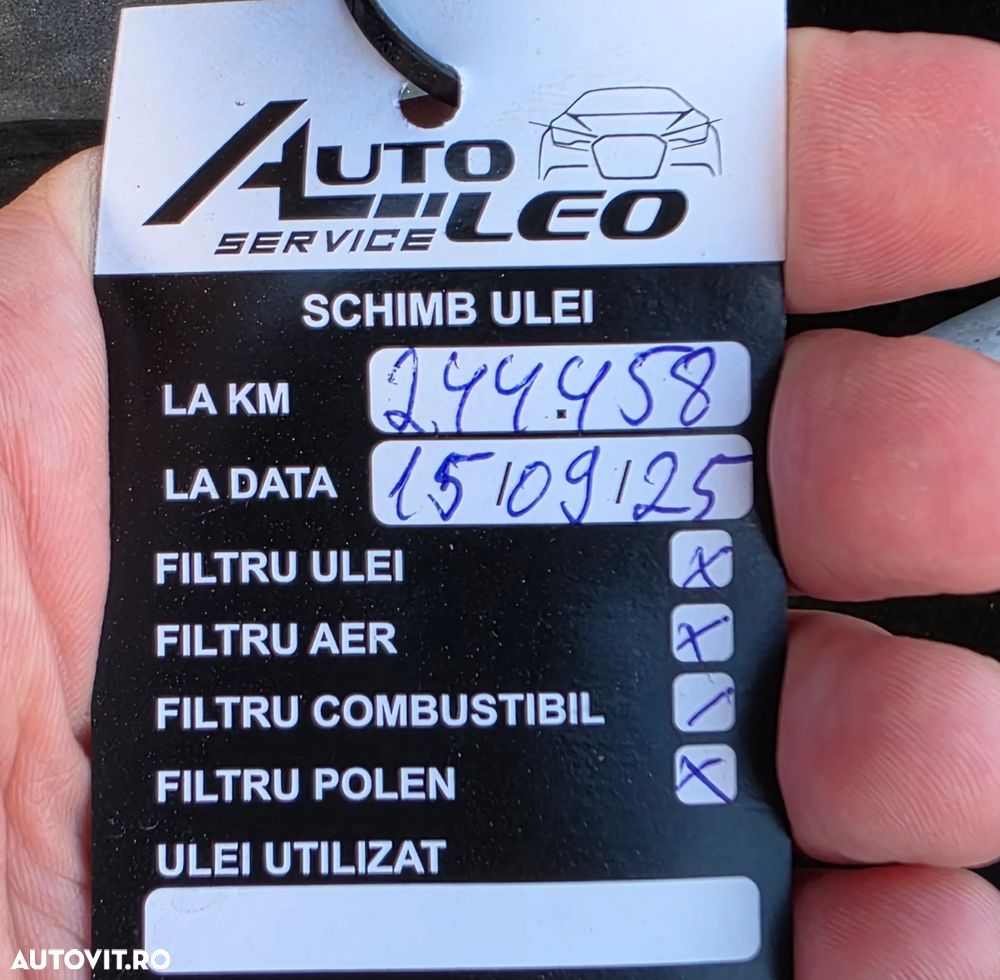 AUTO
SERVICE LEO
SCHIMB ULEI
LA KM 244.458
LA DATA 15/09/25
FILTRU ULEI X
FILTRU AER X
FILTRU COMBUSTIBIL /
FILTRU POLEN X
ULEI UTILIZAT
AUTOVIT.RO